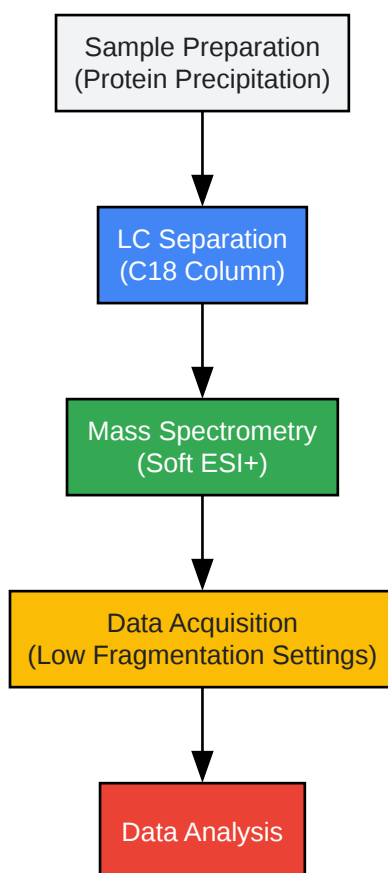 Sample Preparation
(Protein Precipitation)
LC Separation
(C18 Column)
Mass Spectrometry
(Soft ESI+)
Data Acquisition
(Low Fragmentation Settings)
Data Analysis